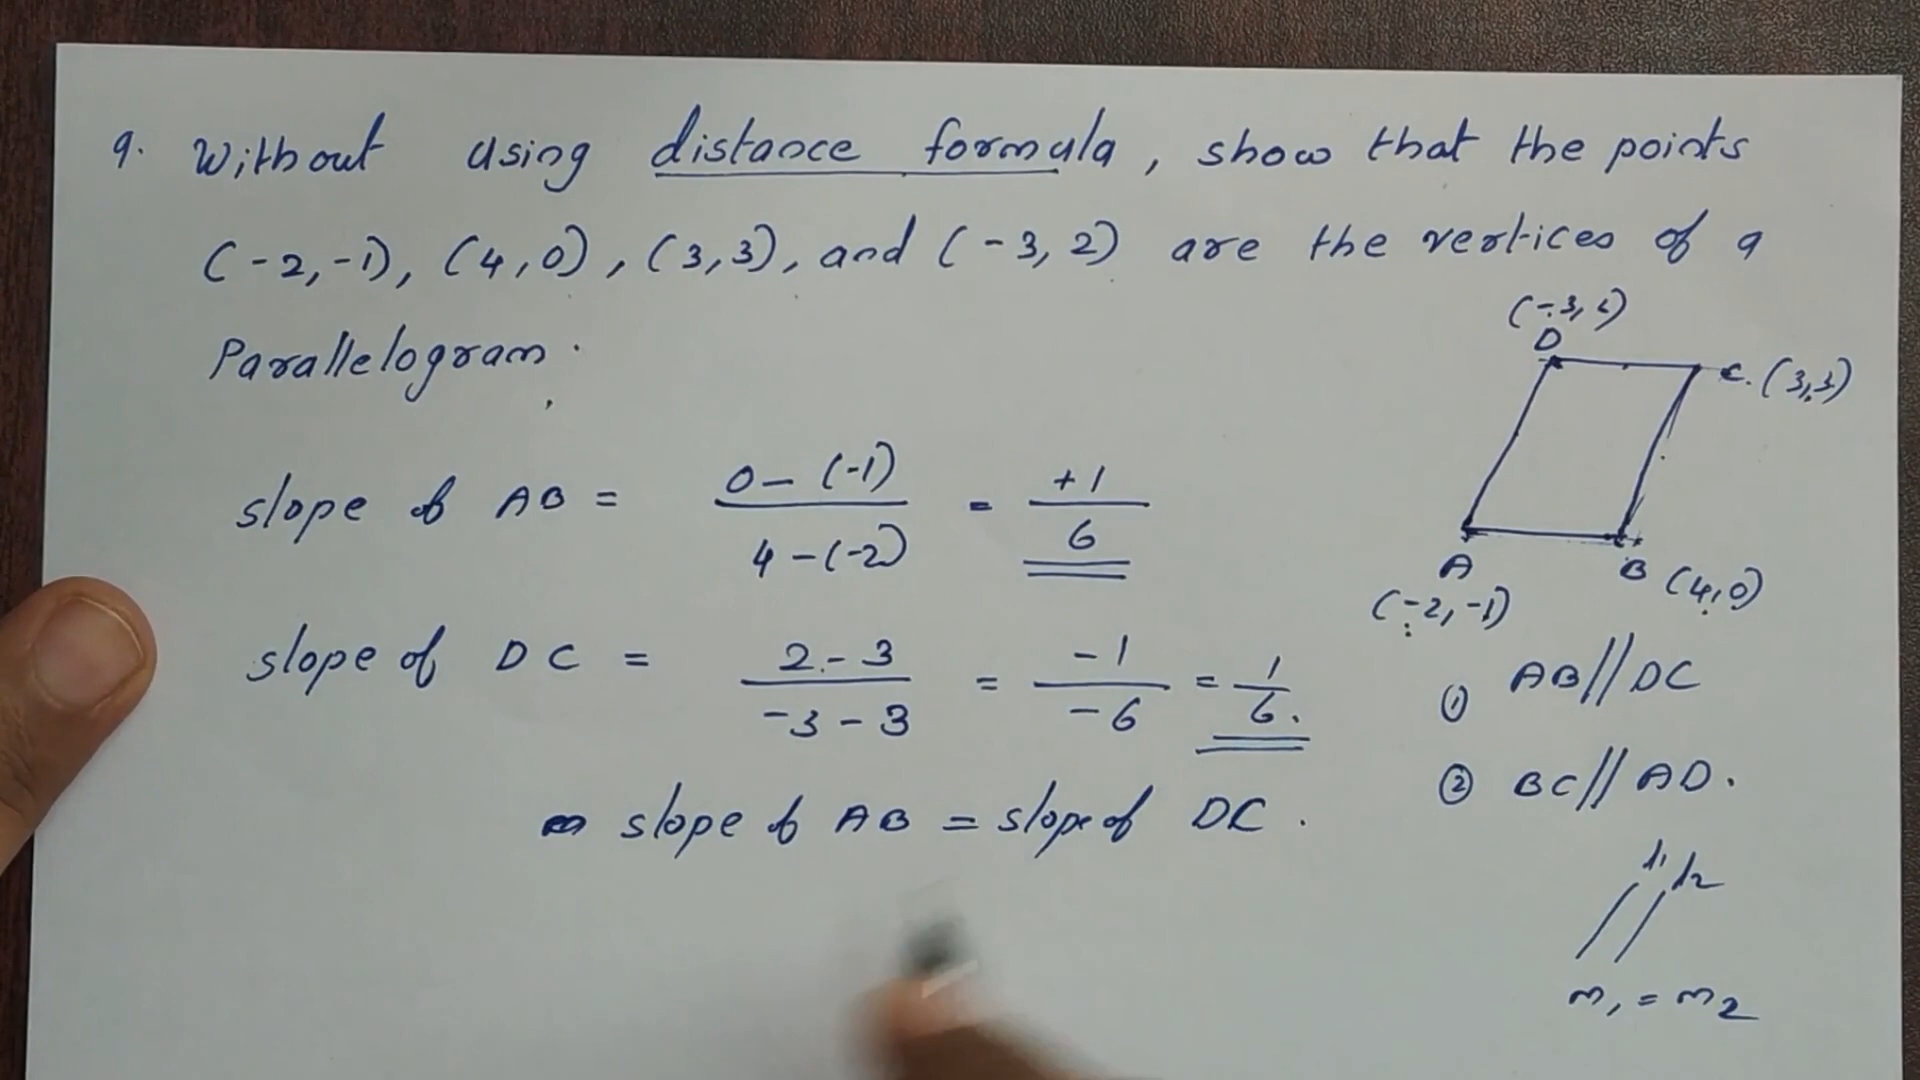 9. Without using distance formula, show that the points
(-2,-1), (4,0), (3,3), and (-3, 2) are the vertices of a
Parallelogram.
(-3, 2)
D
C. (3,3)
A
B (4,0)
(-2,-1)
slope of AB = 0-(-1) / 4-(-2) = +1 / 6
slope of DC = 2-3 / -3-3 = -1 / -6 = 1 / 6.
① AB//DC
② BC//AD.
slope of AB = slope of DC.
l₁ l₂
m₁ = m₂